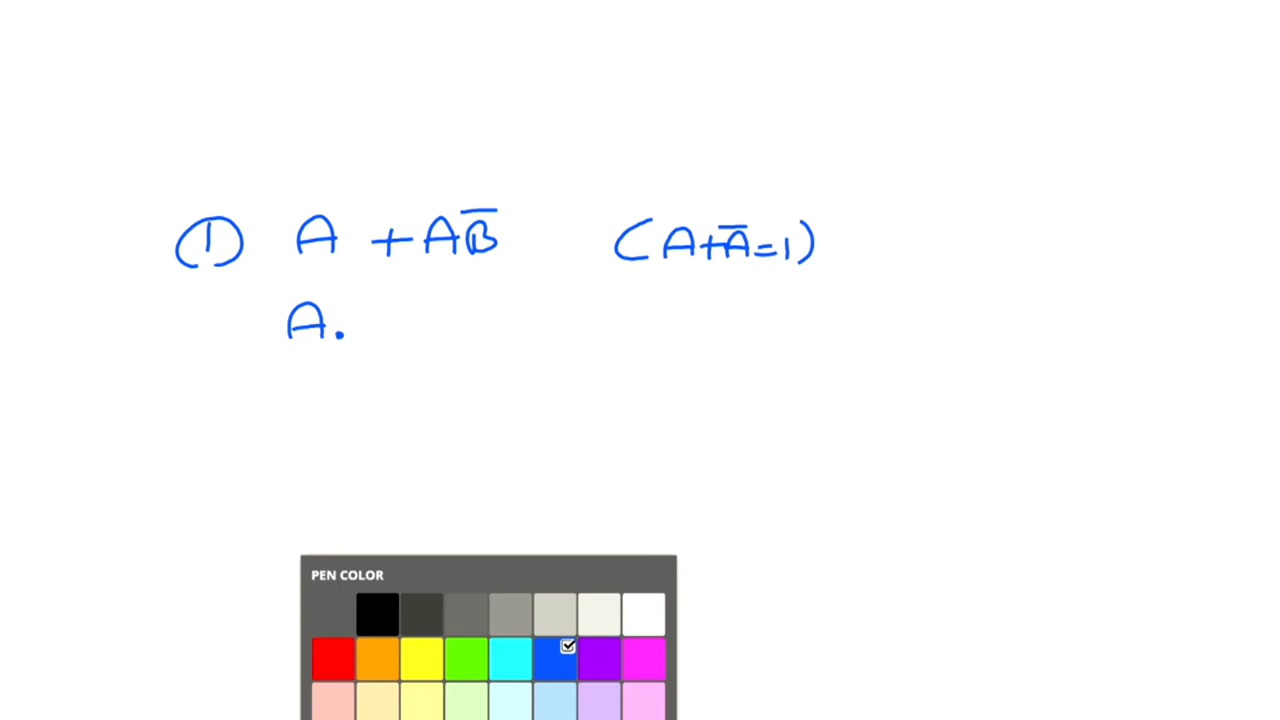 ① A + AB̅ (A+A̅=1)
A.
PEN COLOR